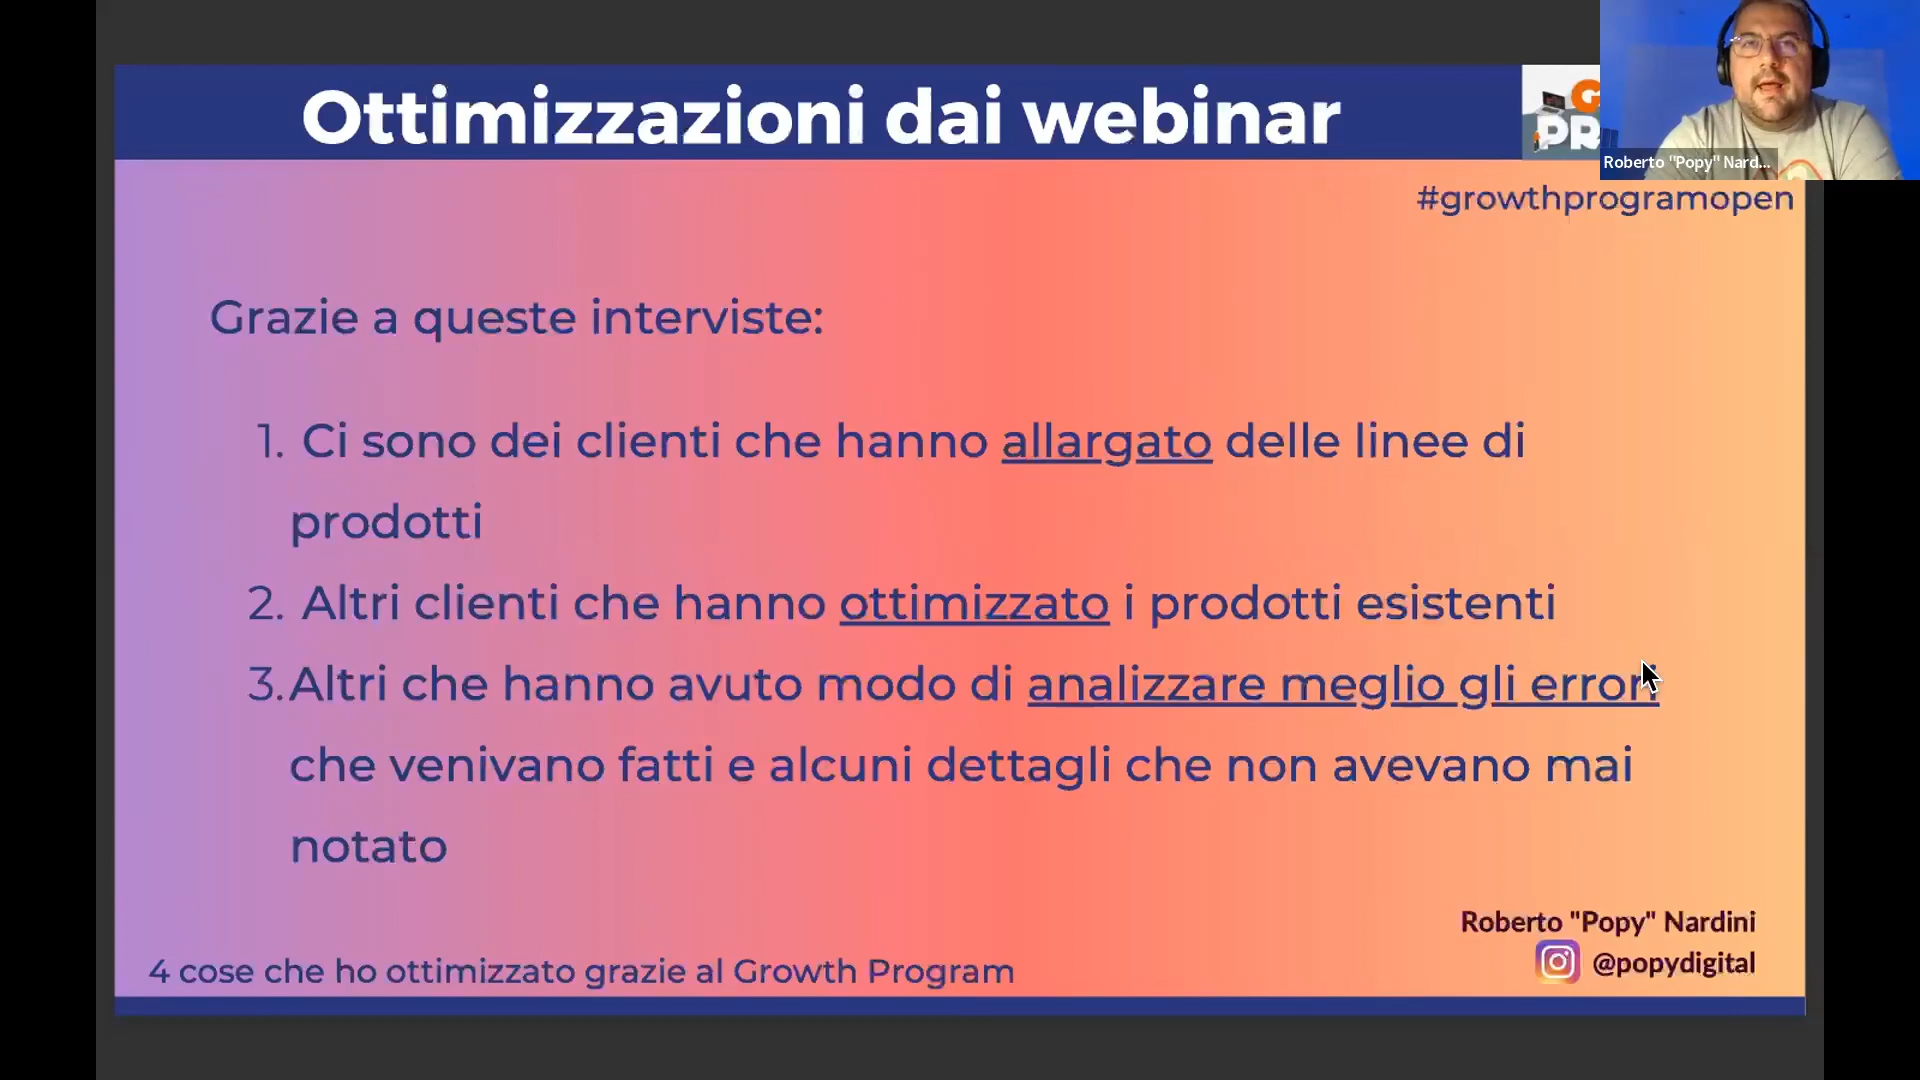 Ottimizzazioni dai webinar
G
PR
Roberto "Popy" Nard...
#growthprogramopen
Grazie a queste interviste:
1. Ci sono dei clienti che hanno allargato delle linee di
prodotti
2. Altri clienti che hanno ottimizzato i prodotti esistenti
3.Altri che hanno avuto modo di analizzare meglio gli errori
che venivano fatti e alcuni dettagli che non avevano mai
notato
Roberto "Popy" Nardini
@popydigital
4 cose che ho ottimizzato grazie al Growth Program